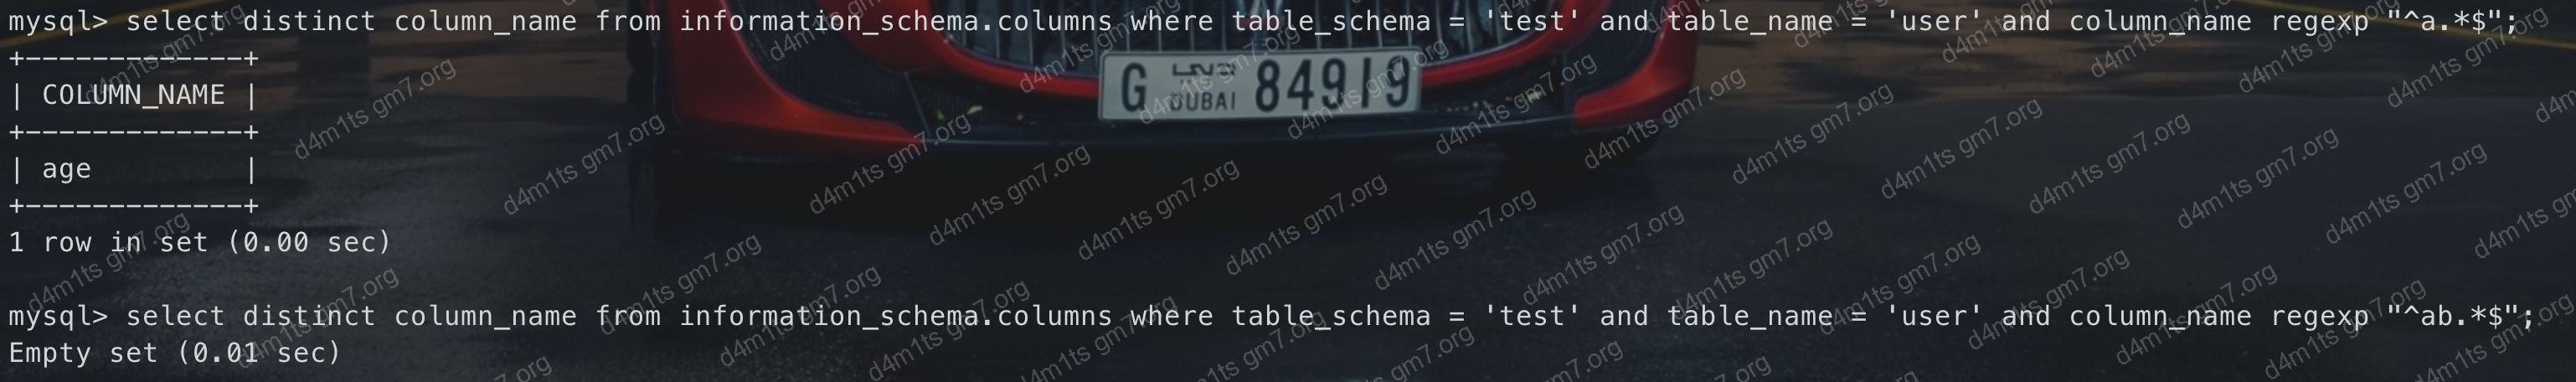 mysql> select distinct column_name from information_schema.columns where table_schema = 'test' and table_name = 'user' and column_name regexp "^a.*$";
+-------------+
| COLUMN_NAME |
+-------------+
| age         |
+-------------+
1 row in set (0.00 sec)
mysql> select distinct column_name from information_schema.columns where table_schema = 'test' and table_name = 'user' and column_name regexp "^ab.*$";
Empty set (0.01 sec)
G دبي DUBAI 84919
d4m1ts gm7.org